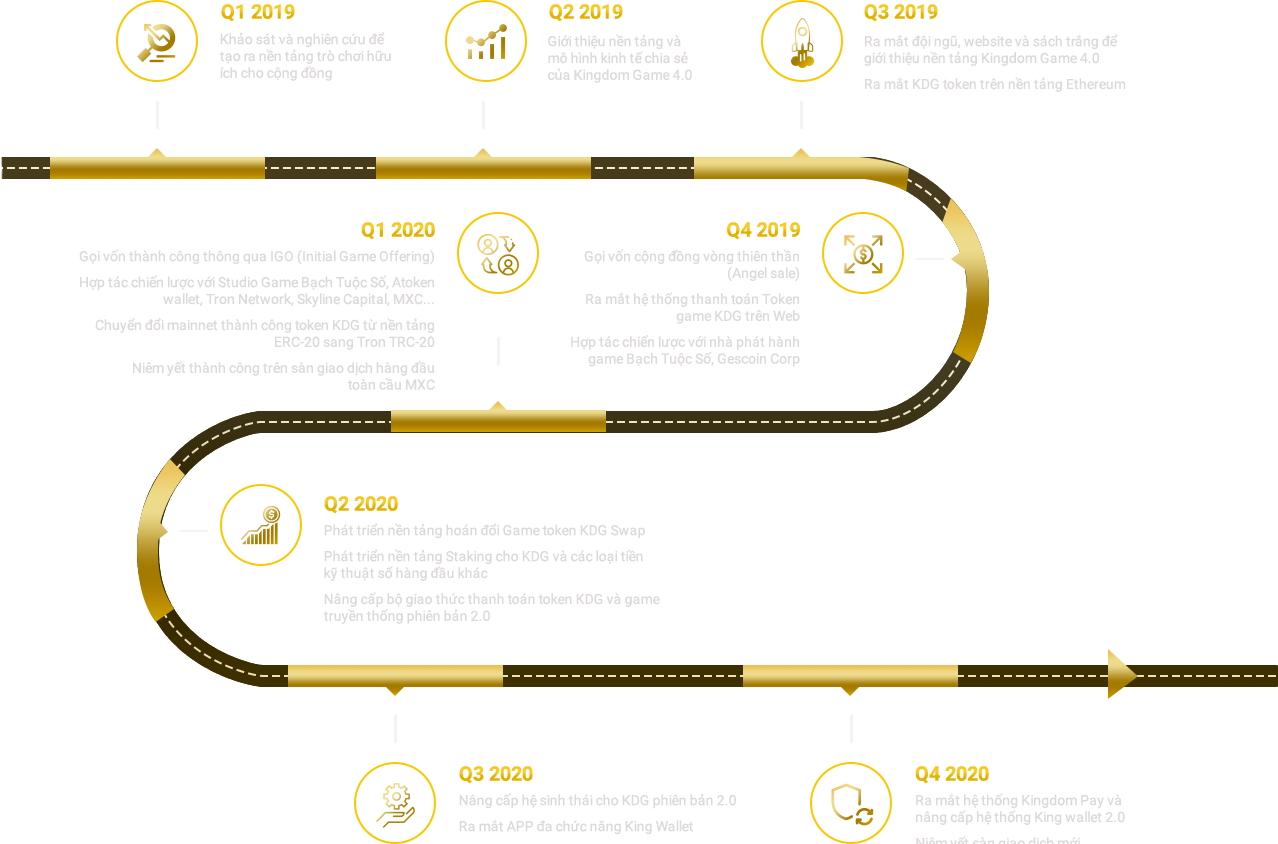 Q1 2019
Khảo sát và nghiên cứu để
tạo ra nền tảng trò chơi hữu
ích cho cộng đồng
Q2 2019
Giới thiệu nền tảng và
mô hình kinh tế chia sẻ
của Kingdom Game 4.0
Q3 2019
Ra mắt đội ngũ, website và sách trắng để
giới thiệu nền tảng Kingdom Game 4.0
Ra mắt KDG token trên nền tảng Ethereum
Q4 2019
Gọi vốn cộng đồng vòng thiên thần
(Angel sale)
Ra mắt hệ thống thanh toán Token
game KDG trên Web
Hợp tác chiến lược với nhà phát hành
game Bạch Tuộc Số, Gescoin Corp
Q1 2020
Gọi vốn thành công thông qua IGO (Initial Game Offering)
Hợp tác chiến lược với Studio Game Bạch Tuộc Số, Atoken
wallet, Tron Network, Skyline Capital, MXC...
Chuyển đổi mainnet thành công token KDG từ nền tảng
ERC-20 sang Tron TRC-20
Niêm yết thành công trên sàn giao dịch hàng đầu
toàn cầu MXC
Q2 2020
Phát triển nền tảng hoán đổi Game token KDG Swap
Phát triển nền tảng Staking cho KDG và các loại tiền
kỹ thuật số hàng đầu khác
Nâng cấp bộ giao thức thanh toán token KDG và game
truyền thống phiên bản 2.0
Q3 2020
Nâng cấp hệ sinh thái cho KDG phiên bản 2.0
Ra mắt APP đa chức năng King Wallet
Q4 2020
Ra mắt hệ thống Kingdom Pay và
nâng cấp hệ thống King wallet 2.0
Niêm yết sàn giao dịch mới